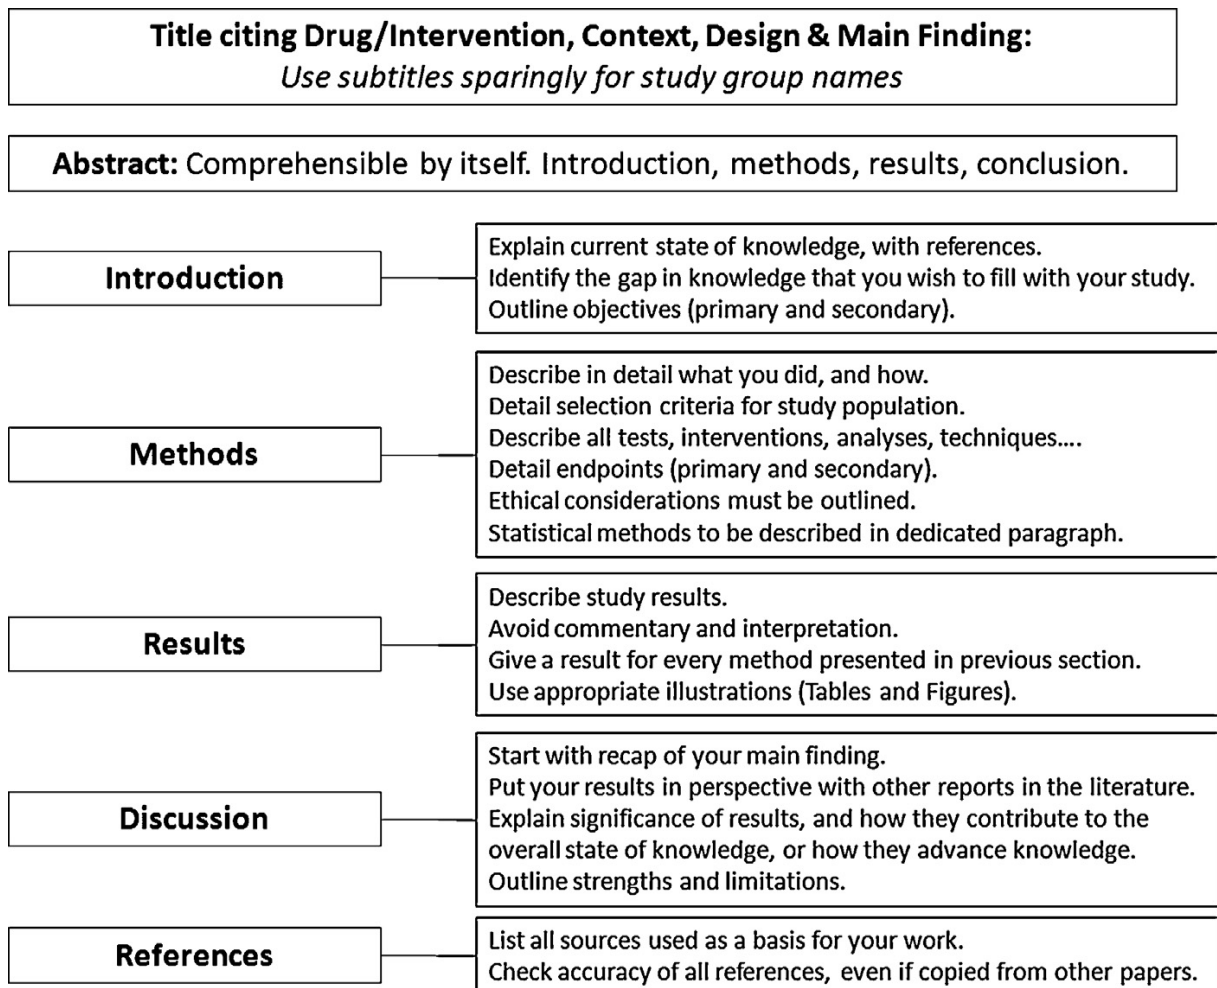 Title citing Drug/Intervention, Context, Design & Main Finding:
Use subtitles sparingly for study group names
Abstract: Comprehensible by itself. Introduction, methods, results, conclusion.
Introduction
Explain current state of knowledge, with references.
Identify the gap in knowledge that you wish to fill with your study.
Outline objectives (primary and secondary).
Methods
Describe in detail what you did, and how.
Detail selection criteria for study population.
Describe all tests, interventions, analyses, techniques....
Detail endpoints (primary and secondary).
Ethical considerations must be outlined.
Statistical methods to be described in dedicated paragraph.
Results
Describe study results.
Avoid commentary and interpretation.
Give a result for every method presented in previous section.
Use appropriate illustrations (Tables and Figures).
Discussion
Start with recap of your main finding.
Put your results in perspective with other reports in the literature.
Explain significance of results, and how they contribute to the
overall state of knowledge, or how they advance knowledge.
Outline strengths and limitations.
References
List all sources used as a basis for your work.
Check accuracy of all references, even if copied from other papers.